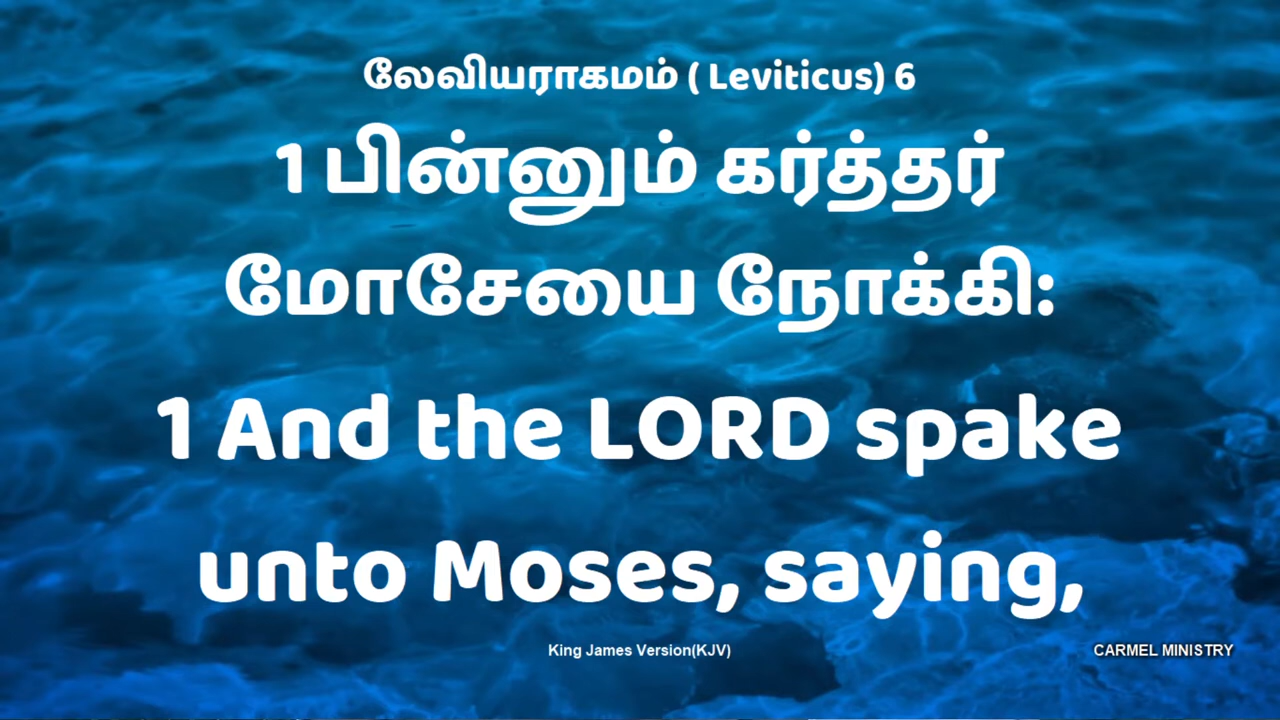 லேவியராகமம் ( Leviticus) 6
1 பின்னும் கர்த்தர்
மோசேயை நோக்கி:
1 And the LORD spake
unto Moses, saying,
King James Version(KJV)
CARMEL MINISTRY